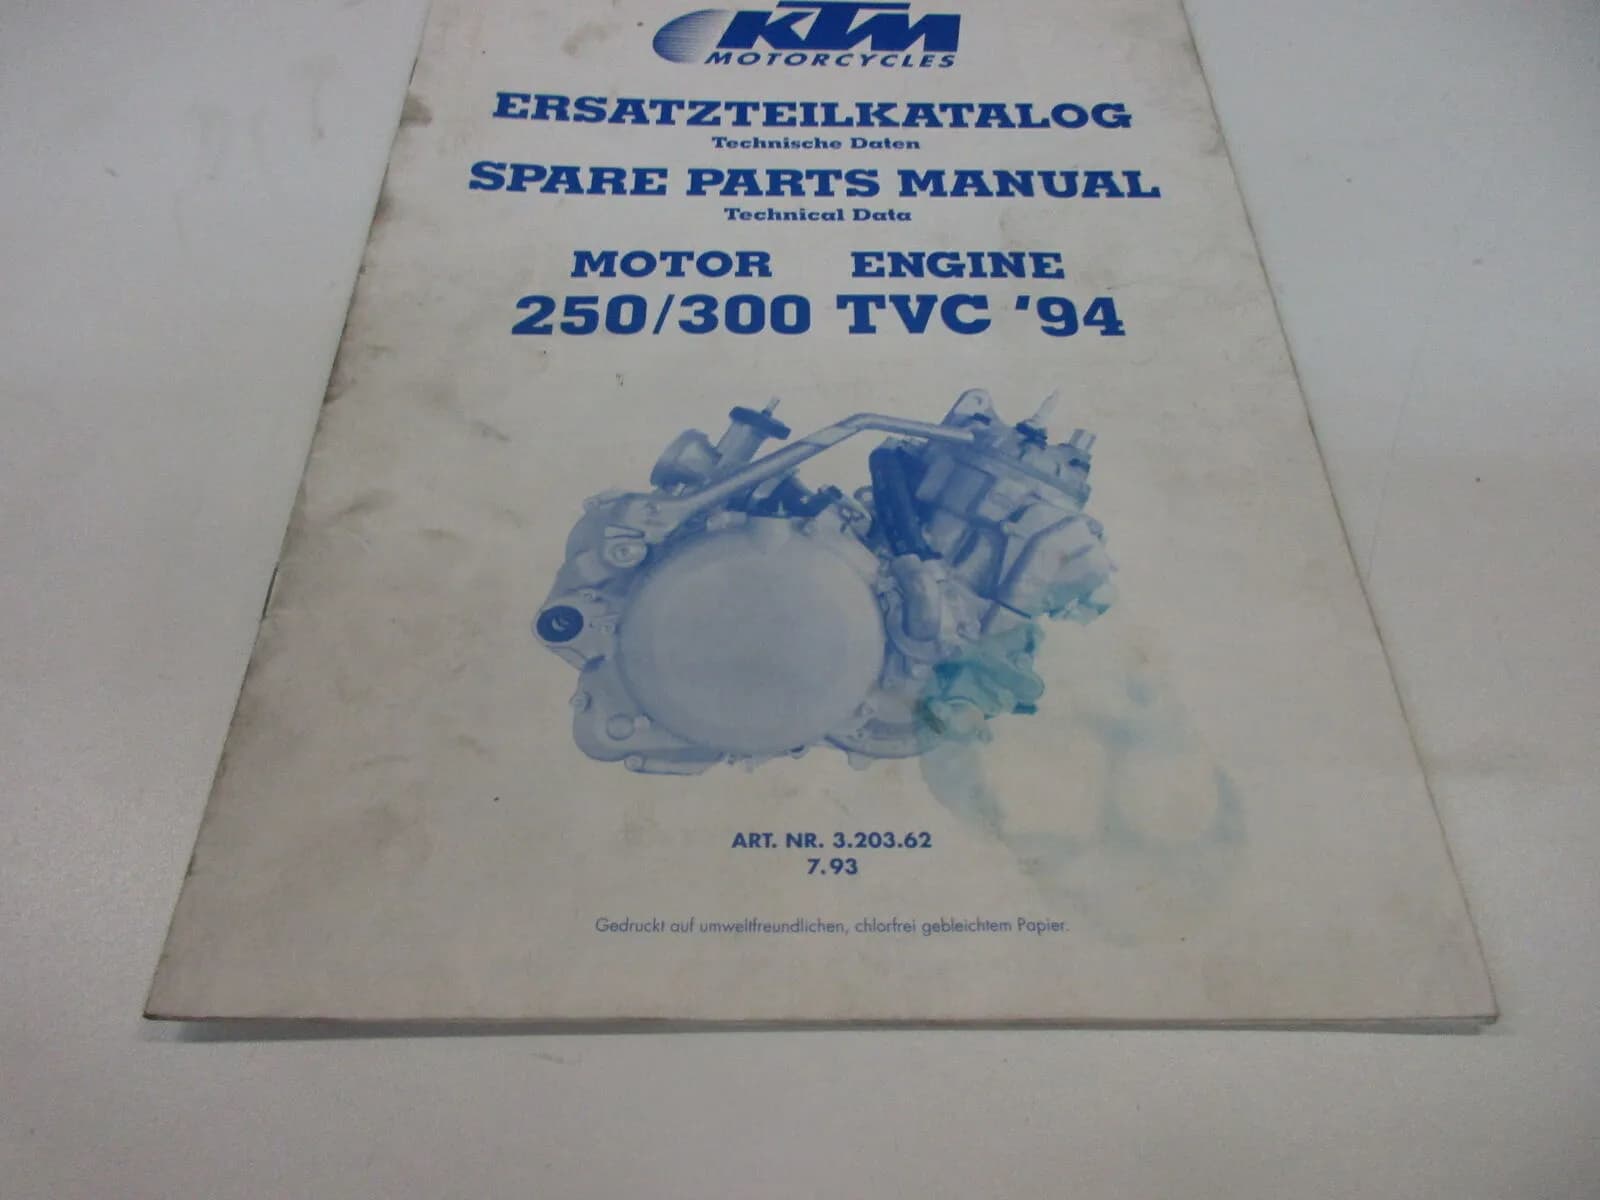 KTM
MOTORCYCLES
ERSATZTEILKATALOG
Technische Daten
SPARE PARTS MANUAL
Technical Data
MOTOR ENGINE
250/300 TVC '94
ART. NR. 3.203.62
7.93
Gedruckt auf umweltfreundlichen, chlorfrei gebleichtem Papier.